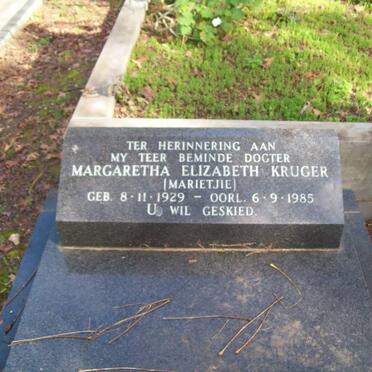 TER HERINNERING AAN
MY TEER BEMINDE DOGTER
MARGARETHA ELIZABETH KRUGER
(MARIETJIE)
GEB. 8·11·1929 – OORL. 6·9·1985
U WIL GESKIED.